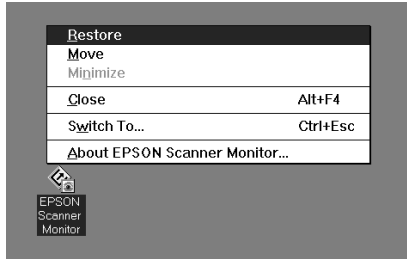 Restore
Move
Minimize
Close Alt+F4
Switch To... Ctrl+Esc
About EPSON Scanner Monitor...
EPSON
Scanner
Monitor